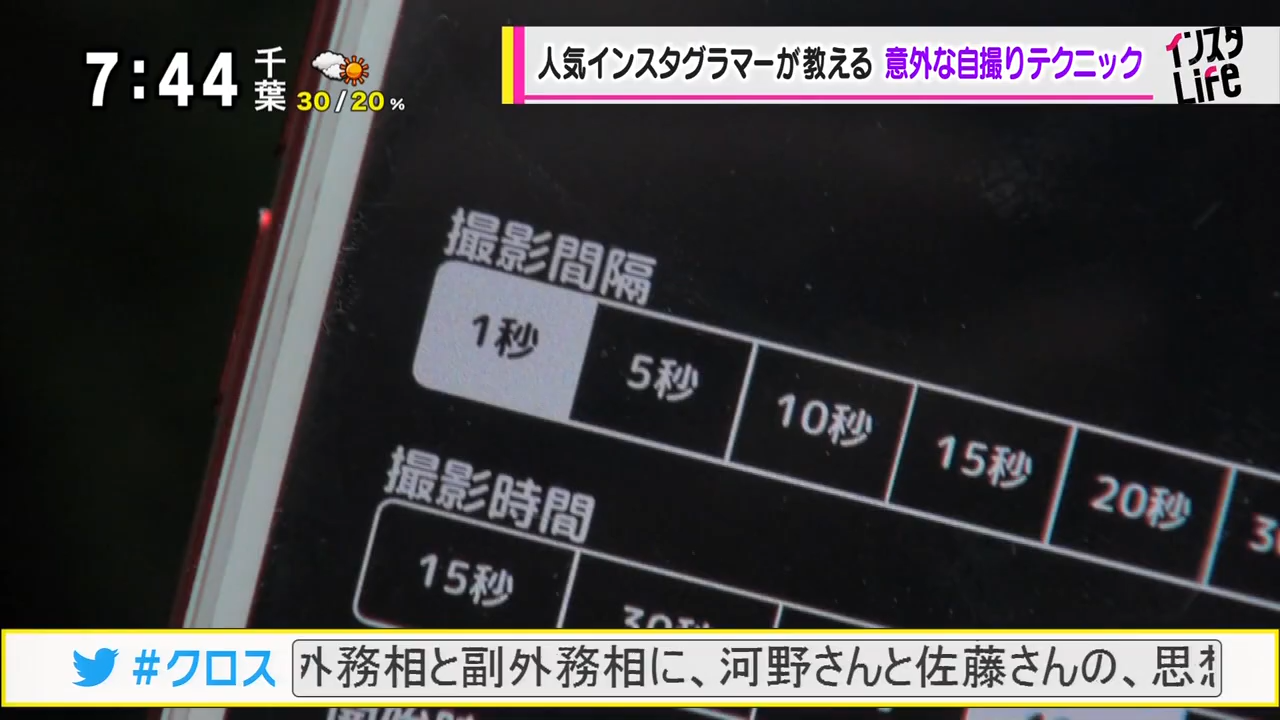 7:44
千葉
30/20%
人気インスタグラマーが教える 意外な自撮りテクニック
インスタ
Life
撮影間隔
1秒
5秒
10秒
15秒
20秒
撮影時間
15秒
30秒
#クロス
外務相と副外務相に、河野さんと佐藤さんの、思想